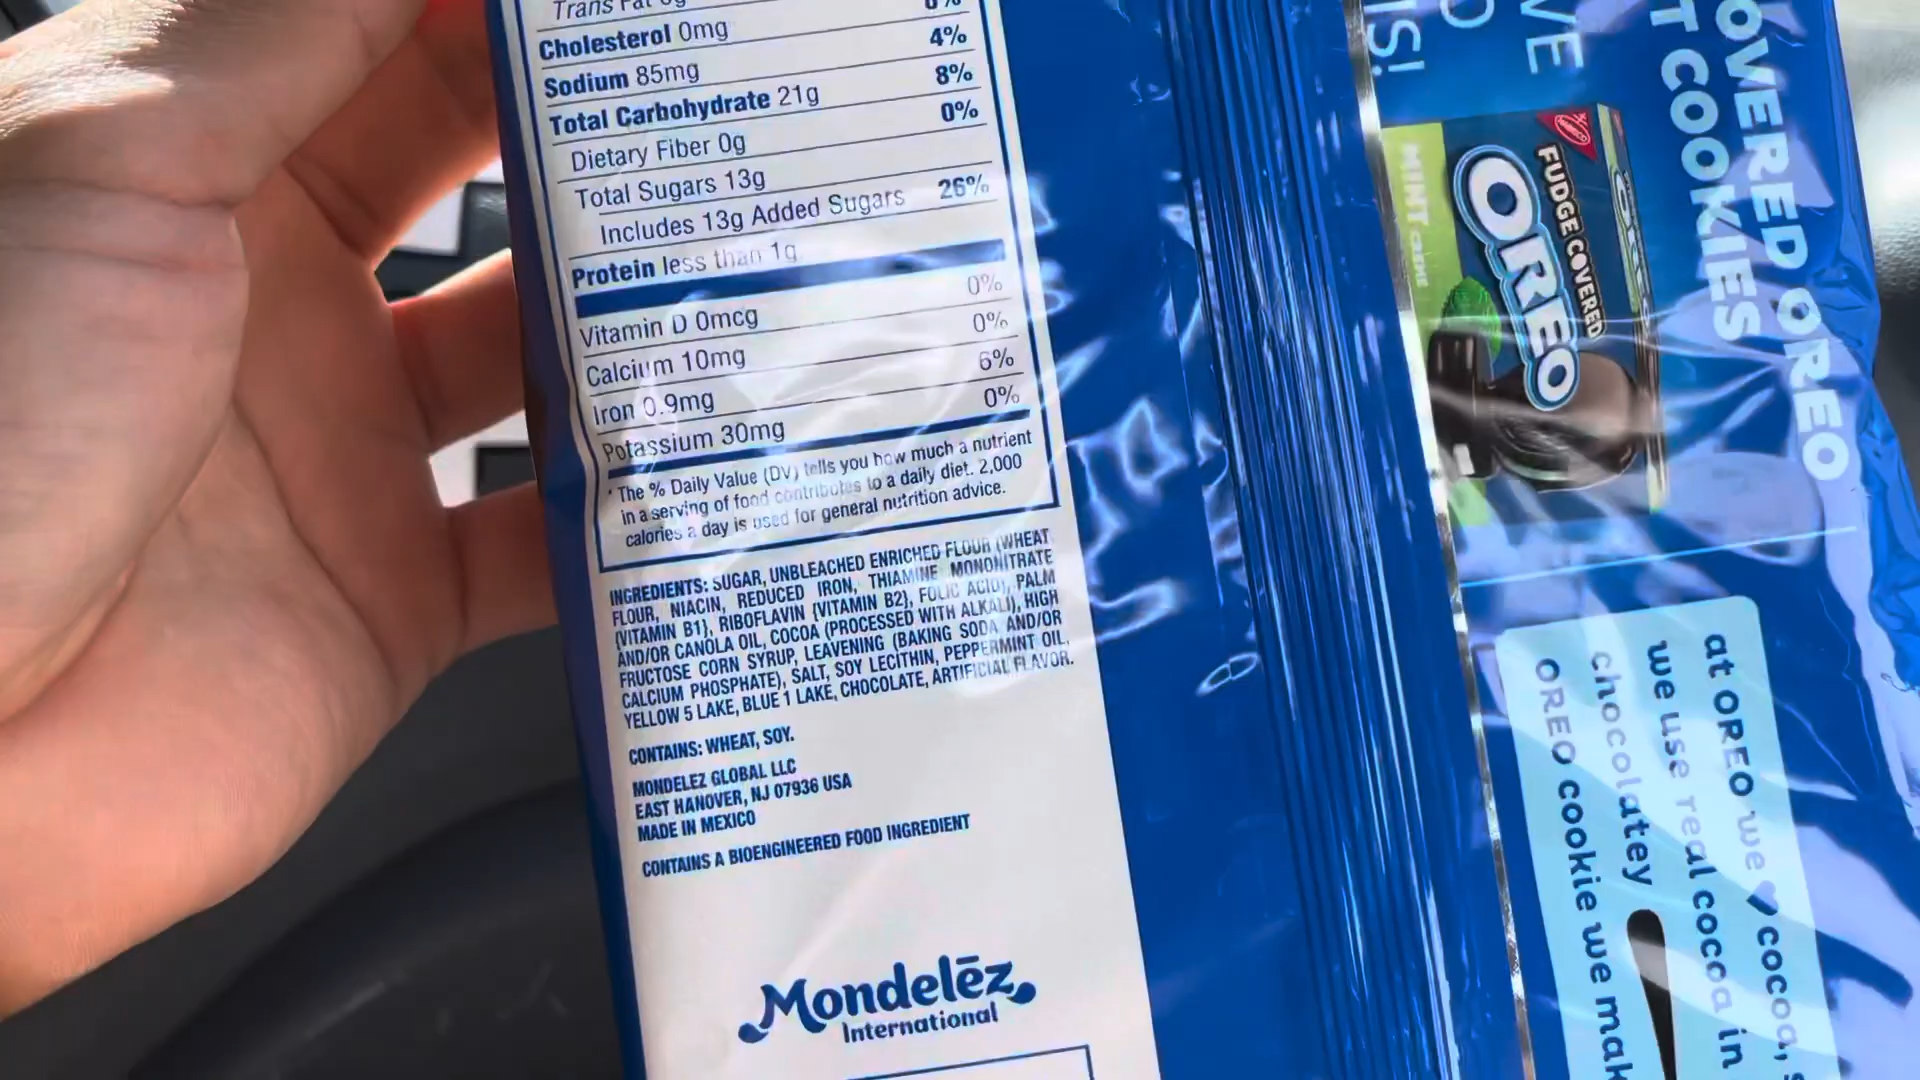 Trans Fat 0g
Cholesterol 0mg 0%
Sodium 85mg 4%
Total Carbohydrate 21g 8%
Dietary Fiber 0g 0%
Total Sugars 13g
Includes 13g Added Sugars 26%
Protein less than 1g
Vitamin D 0mcg 0%
Calcium 10mg 0%
Iron 0.9mg 6%
Potassium 30mg 0%
* The % Daily Value (DV) tells you how much a nutrient
in a serving of food contributes to a daily diet. 2,000
calories a day is used for general nutrition advice.
INGREDIENTS: SUGAR, UNBLEACHED ENRICHED FLOUR (WHEAT
FLOUR, NIACIN, REDUCED IRON, THIAMINE MONONITRATE
{VITAMIN B1}, RIBOFLAVIN {VITAMIN B2}, FOLIC ACID), PALM
AND/OR CANOLA OIL, COCOA (PROCESSED WITH ALKALI), HIGH
FRUCTOSE CORN SYRUP, LEAVENING (BAKING SODA AND/OR
CALCIUM PHOSPHATE), SALT, SOY LECITHIN, PEPPERMINT OIL,
YELLOW 5 LAKE, BLUE 1 LAKE, CHOCOLATE, ARTIFICIAL FLAVOR.
CONTAINS: WHEAT, SOY.
MONDELEZ GLOBAL LLC
EAST HANOVER, NJ 07936 USA
MADE IN MEXICO
CONTAINS A BIOENGINEERED FOOD INGREDIENT
Mondelēz
International
OVERED OREO
T COOKIES
VE
O
TS!
FUDGE COVERED
OREO
MINT
at OREO we ♥ cocoa,
we use real cocoa in
chocolatey
OREO cookie we mak